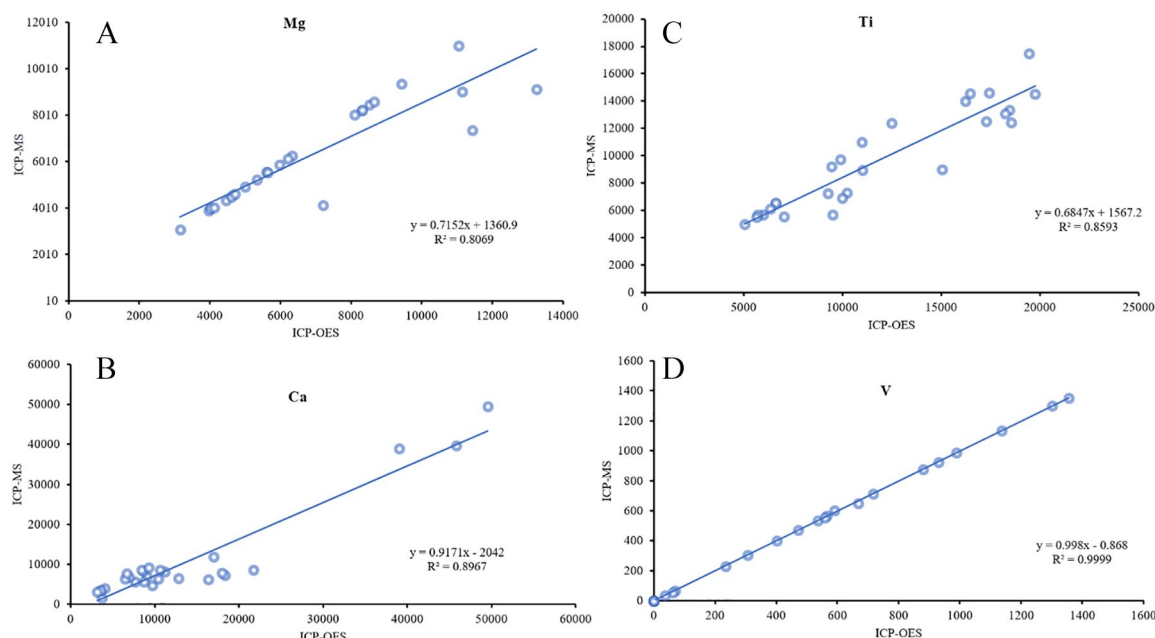 A
Mg
12010
10010
8010
6010
4010
2010
10
ICP-MS
y = 0.7152x + 1360.9
R² = 0.8069
0 2000 4000 6000 8000 10000 12000 14000
ICP-OES
C
Ti
20000
18000
16000
14000
12000
10000
8000
6000
4000
2000
0
ICP-MS
y = 0.6847x + 1567.2
R² = 0.8593
0 5000 10000 15000 20000 25000
ICP-OES
B
Ca
60000
50000
40000
30000
20000
10000
0
ICP-MS
y = 0.9171x - 2042
R² = 0.8967
0 10000 20000 30000 40000 50000 60000
ICP-OES
D
V
1600
1400
1200
1000
800
600
400
200
0
ICP-MS
y = 0.998x - 0.868
R² = 0.9999
0 200 400 600 800 1000 1200 1400 1600
ICP-OES